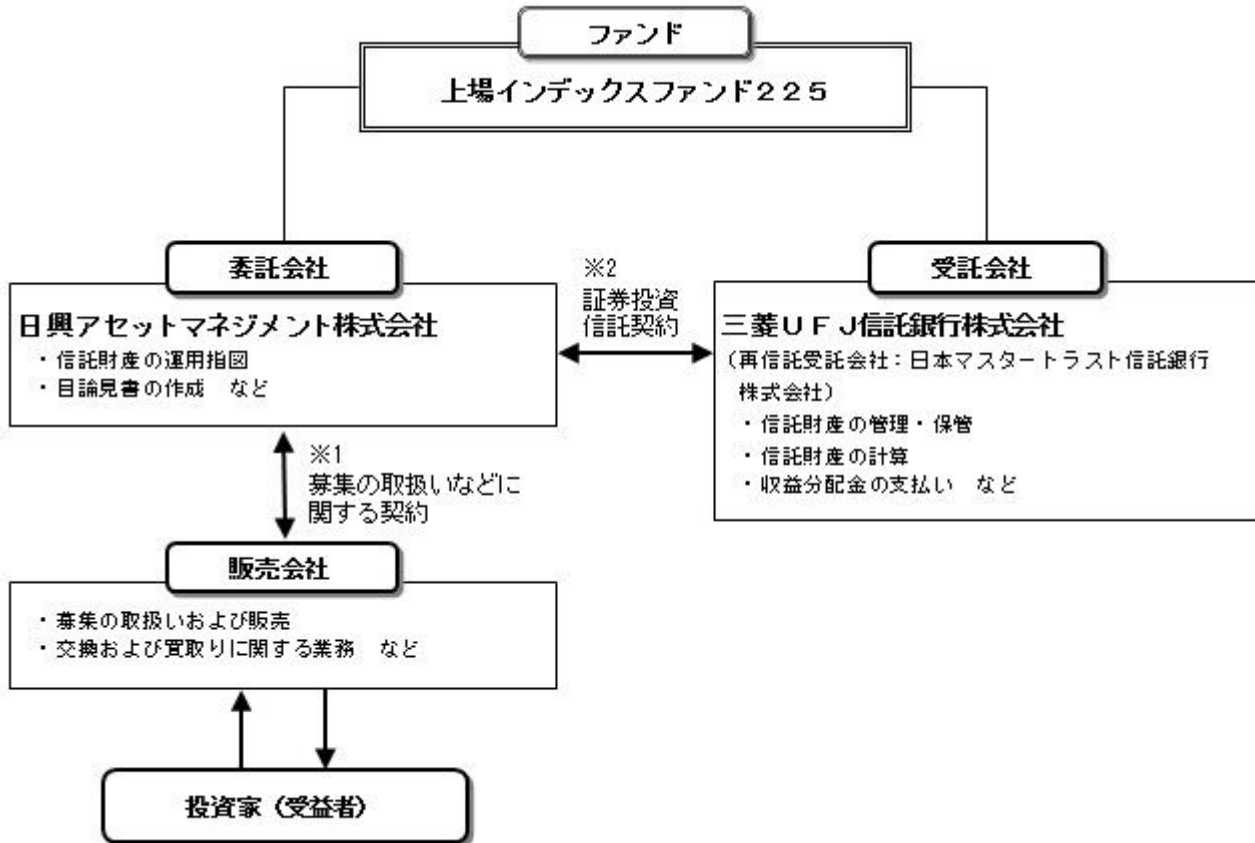 ファンド
上場インデックスファンド225
委託会社
日興アセットマネジメント株式会社
・信託財産の運用指図
・目論見書の作成　など
※2
証券投資
信託契約
受託会社
三菱UFJ信託銀行株式会社
(再信託受託会社:日本マスタートラスト信託銀行
株式会社)
・信託財産の管理・保管
・信託財産の計算
・収益分配金の支払い　など
※1
募集の取扱いなどに
関する契約
販売会社
・募集の取扱いおよび販売
・交換および買取りに関する業務　など
投資家(受益者)